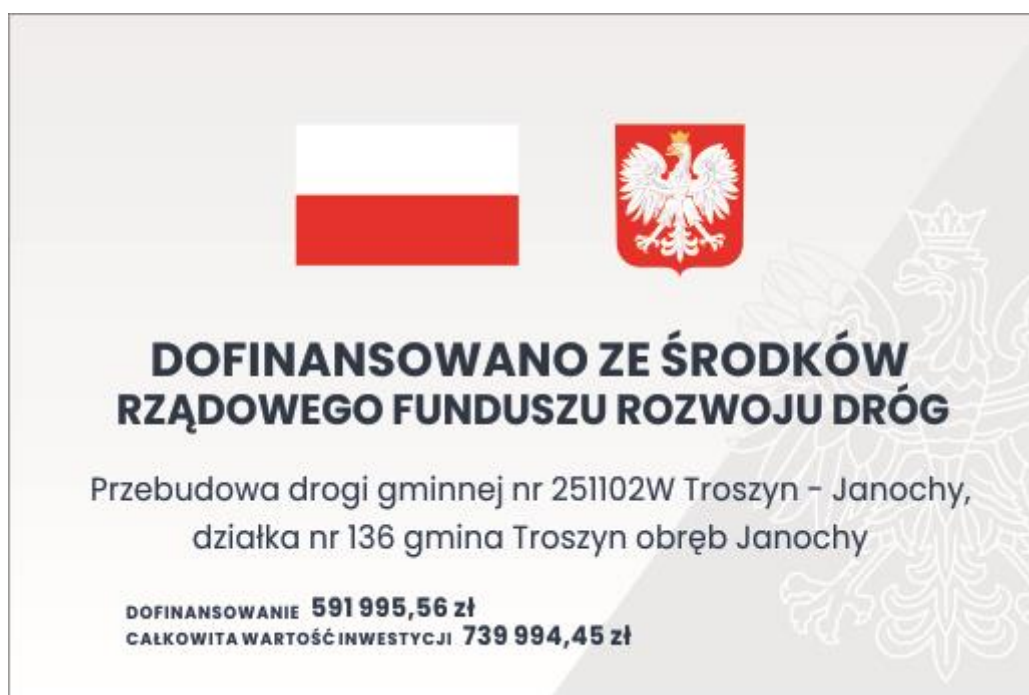 DOFINANSOWANO ZE ŚRODKÓW
RZĄDOWEGO FUNDUSZU ROZWOJU DRÓG
Przebudowa drogi gminnej nr 251102W Troszyn - Janochy,
działka nr 136 gmina Troszyn obręb Janochy
DOFINANSOWANIE 591 995,56 zł
CAŁKOWITA WARTOŚĆ INWESTYCJI 739 994,45 zł